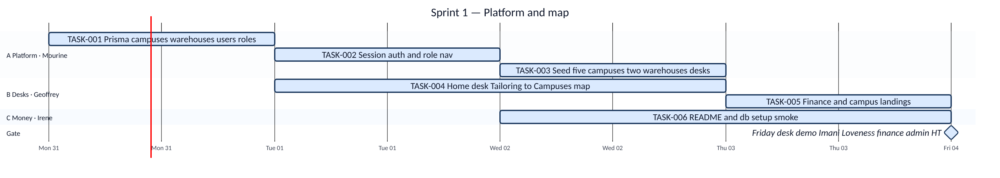 Sprint 1 — Platform and map
TASK-001 Prisma campuses warehouses users roles
A Platform · Mourine
TASK-002 Session auth and role nav
TASK-003 Seed five campuses two warehouses desks
TASK-004 Home desk Tailoring to Campuses map
B Desks · Geoffrey
TASK-005 Finance and campus landings
C Money · Irene
TASK-006 README and db setup smoke
Gate
Friday desk demo Imani Loveness finance admin HT
Mon 31 Mon 31 Tue 01 Tue 01 Wed 02 Wed 02 Thu 03 Thu 03 Fri 04